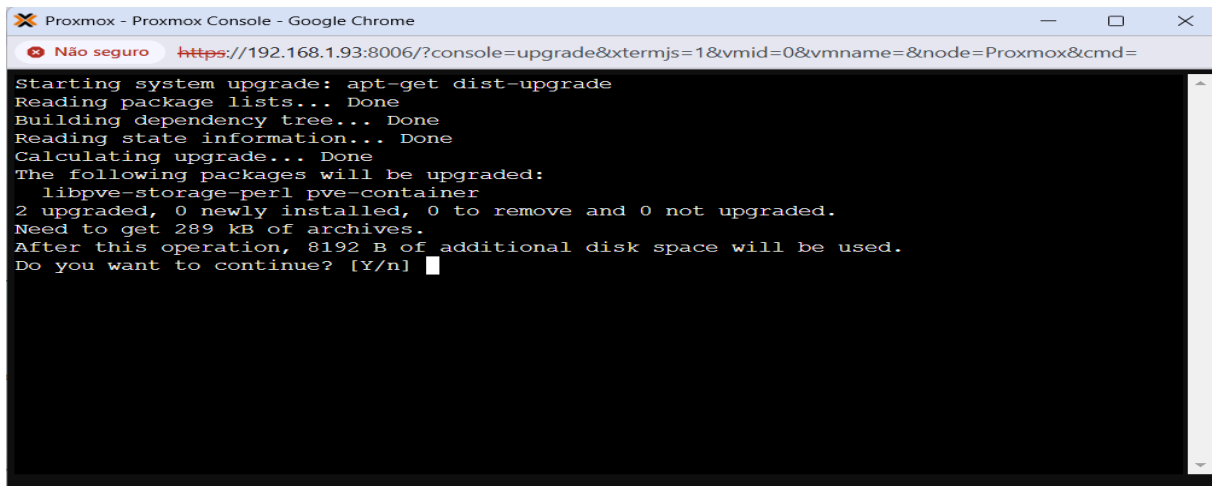 Proxmox - Proxmox Console - Google Chrome
Não seguro https://192.168.1.93:8006/?console=upgrade&xtermjs=1&vmid=0&vmname=&node=Proxmox&cmd=
Starting system upgrade: apt-get dist-upgrade
Reading package lists... Done
Building dependency tree... Done
Reading state information... Done
Calculating upgrade... Done
The following packages will be upgraded:
  libpve-storage-perl pve-container
2 upgraded, 0 newly installed, 0 to remove and 0 not upgraded.
Need to get 289 kB of archives.
After this operation, 8192 B of additional disk space will be used.
Do you want to continue? [Y/n]